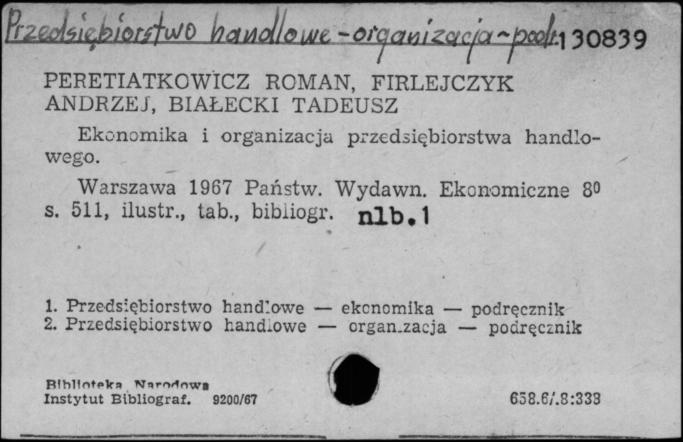 Przedsiębiorstwo handlowe - organizacja - podr. 130839
PERETIATKOWICZ ROMAN, FIRLEJCZYK
ANDRZEJ, BIAŁECKI TADEUSZ
Ekonomika i organizacja przedsiębiorstwa handlo-
wego.
Warszawa 1967 Państw. Wydawn. Ekonomiczne 8⁰
s. 511, ilustr., tab., bibliogr. nlb.1
1. Przedsiębiorstwo handlowe — ekonomika — podręcznik
2. Przedsiębiorstwo handlowe — organizacja — podręcznik
Biblioteka Narodowa
Instytut Bibliograf. 9200/67 658.6/.8:333